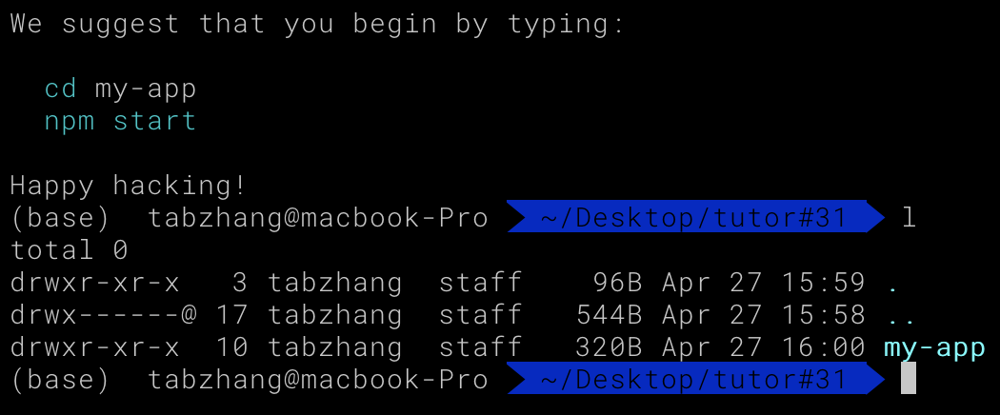 We suggest that you begin by typing:
cd my-app
npm start
Happy hacking!
(base) tabzhang@macbook-Pro ~/Desktop/tutor#31 l
total 0
drwxr-xr-x 3 tabzhang staff 96B Apr 27 15:59 .
drwx------@ 17 tabzhang staff 544B Apr 27 15:58 ..
drwxr-xr-x 10 tabzhang staff 320B Apr 27 16:00 my-app
(base) tabzhang@macbook-Pro ~/Desktop/tutor#31